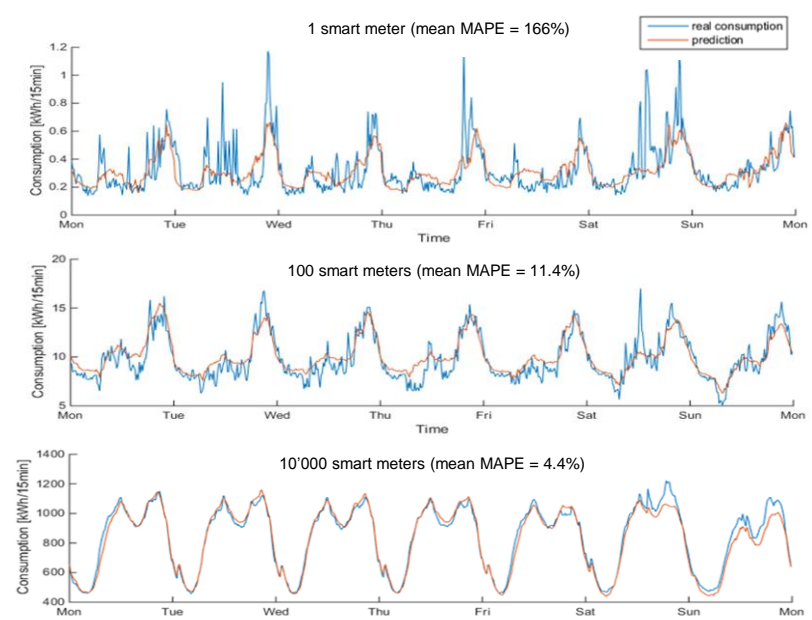 1 smart meter (mean MAPE = 166%)
real consumption
prediction
Consumption [kWh/15min]
1.2
1
0.8
0.6
0.4
0.2
0
Mon Tue Wed Thu Fri Sat Sun Mon
Time
100 smart meters (mean MAPE = 11.4%)
Consumption [kWh/15min]
20
15
10
5
Mon Tue Wed Thu Fri Sat Sun Mon
Time
10'000 smart meters (mean MAPE = 4.4%)
Consumption [kWh/15min]
1400
1200
1000
800
600
400
Mon Tue Wed Thu Fri Sat Sun Mon